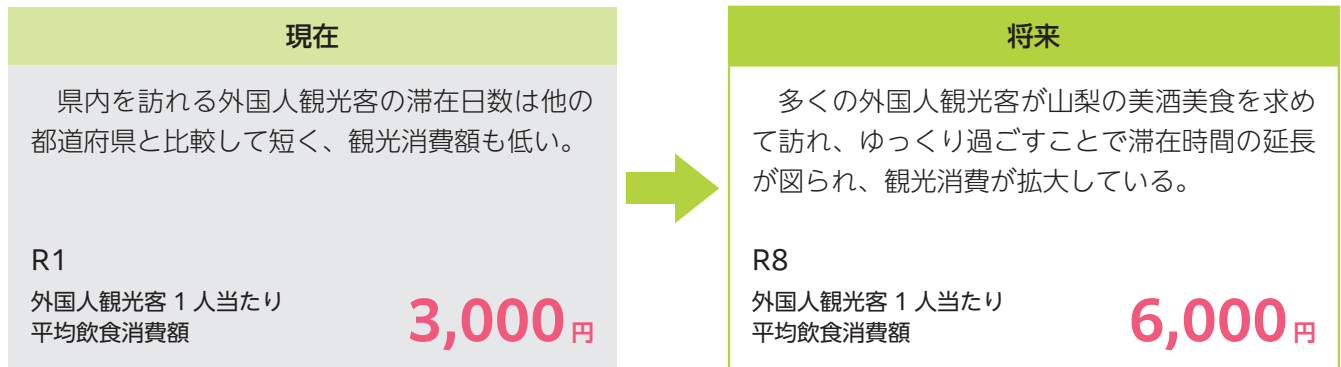 現在
県内を訪れる外国人観光客の滞在日数は他の
都道府県と比較して短く、観光消費額も低い。
R1
外国人観光客 1 人当たり
平均飲食消費額
3,000 円
将来
多くの外国人観光客が山梨の美酒美食を求め
て訪れ、ゆっくり過ごすことで滞在時間の延長
が図られ、観光消費が拡大している。
R8
外国人観光客 1 人当たり
平均飲食消費額
6,000 円